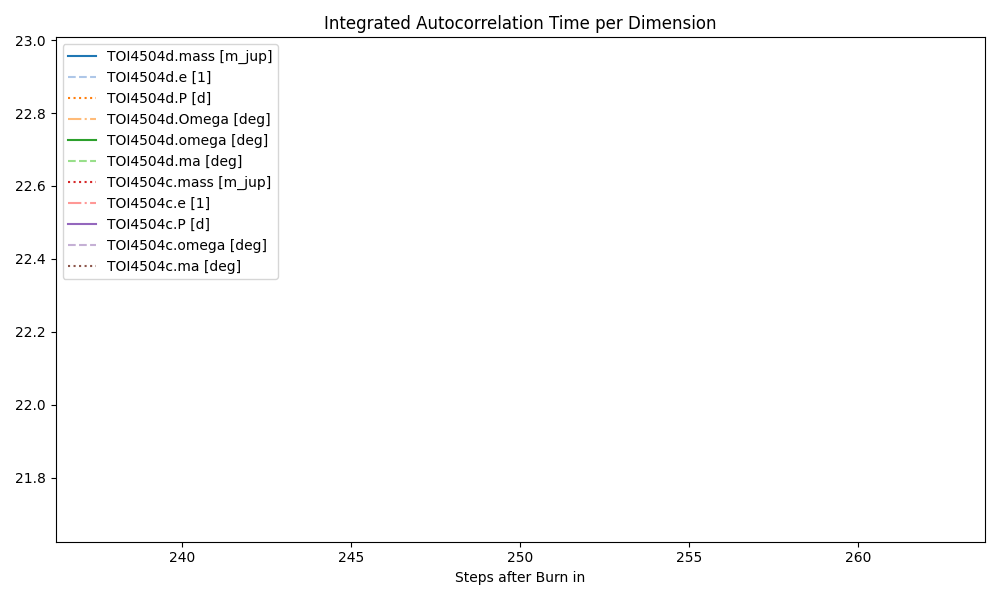 Integrated Autocorrelation Time per Dimension
23.0
22.8
22.6
22.4
22.2
22.0
21.8
TOI4504d.mass [m_jup]
TOI4504d.e [1]
TOI4504d.P [d]
TOI4504d.Omega [deg]
TOI4504d.omega [deg]
TOI4504d.ma [deg]
TOI4504c.mass [m_jup]
TOI4504c.e [1]
TOI4504c.P [d]
TOI4504c.omega [deg]
TOI4504c.ma [deg]
240 245 250 255 260
Steps after Burn in